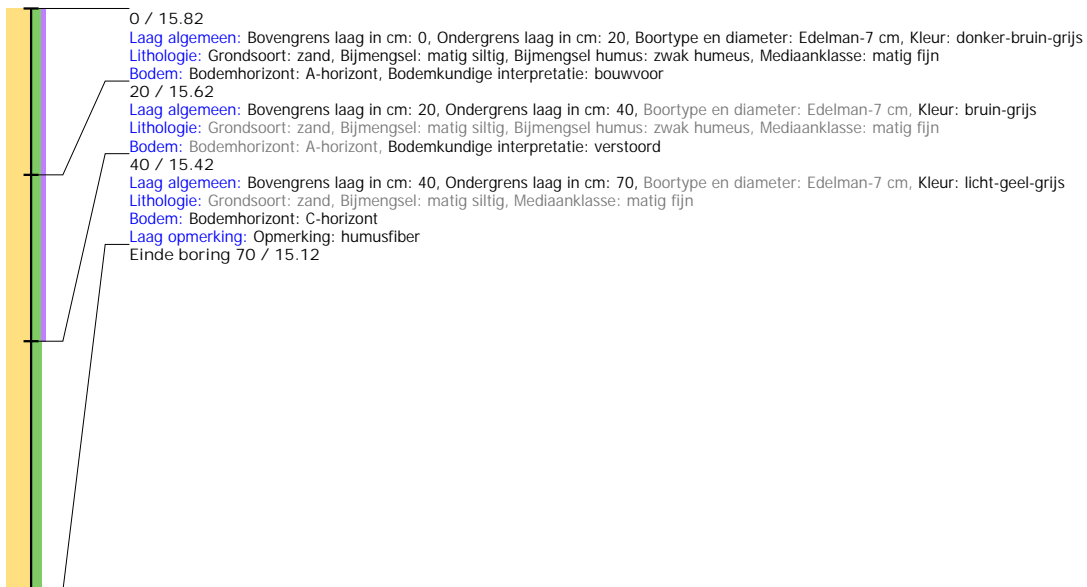 0 / 15.82
Laag algemeen: Bovengrens laag in cm: 0, Ondergrens laag in cm: 20, Boortype en diameter: Edelman-7 cm, Kleur: donker-bruin-grijs
Lithologie: Grondsoort: zand, Bijmengsel: matig siltig, Bijmengsel humus: zwak humeus, Mediaanklasse: matig fijn
Bodem: Bodemhorizont: A-horizont, Bodemkundige interpretatie: bouwvoor
20 / 15.62
Laag algemeen: Bovengrens laag in cm: 20, Ondergrens laag in cm: 40, Boortype en diameter: Edelman-7 cm, Kleur: bruin-grijs
Lithologie: Grondsoort: zand, Bijmengsel: matig siltig, Bijmengsel humus: zwak humeus, Mediaanklasse: matig fijn
Bodem: Bodemhorizont: A-horizont, Bodemkundige interpretatie: verstoord
40 / 15.42
Laag algemeen: Bovengrens laag in cm: 40, Ondergrens laag in cm: 70, Boortype en diameter: Edelman-7 cm, Kleur: licht-geel-grijs
Lithologie: Grondsoort: zand, Bijmengsel: matig siltig, Mediaanklasse: matig fijn
Bodem: Bodemhorizont: C-horizont
Laag opmerking: Opmerking: humusfiber
Einde boring 70 / 15.12